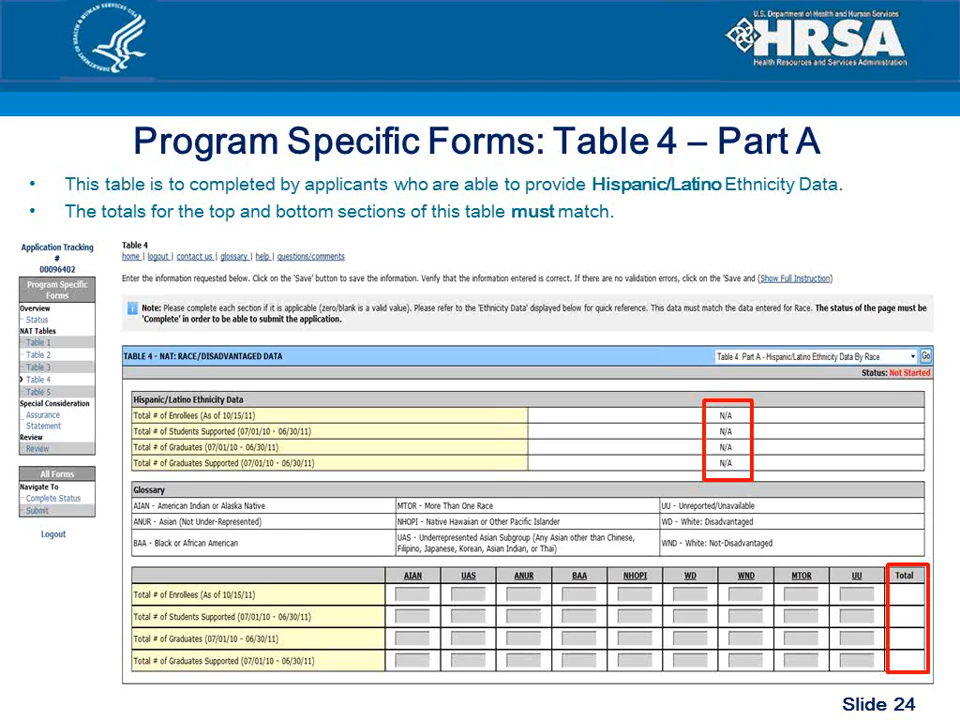 DEPARTMENT OF HEALTH & HUMAN SERVICES · USA
U.S. Department of Health and Human Services
HRSA
Health Resources and Services Administration
Program Specific Forms: Table 4 – Part A
• This table is to completed by applicants who are able to provide Hispanic/Latino Ethnicity Data.
• The totals for the top and bottom sections of this table must match.
Application Tracking
#
00096402
Program Specific
Forms
Overview
Status
NAT Tables
Table 1
Table 2
Table 3
Table 4
Table 5
Special Consideration
Assurance
Statement
Review
Review
All Forms
Navigate To
Complete Status
Submit
Logout
Table 4
home | logout | contact us | glossary | help | questions/comments
Enter the information requested below. Click on the 'Save' button to save the information. Verify that the information entered is correct. If there are no validation errors, click on the 'Save and (Show Full Instruction)
Note: Please complete each section if it is applicable (zero/blank is a valid value). Please refer to the 'Ethnicity Data' displayed below for quick reference. This data must match the data entered for Race. The status of the page must be
'Complete' in order to be able to submit the application.
TABLE 4 - NAT: RACE/DISADVANTAGED DATA Table 4: Part A - Hispanic/Latino Ethnicity Data By Race Go
Status: Not Started
Hispanic/Latino Ethnicity Data
Total # of Enrollees (As of 10/15/11) N/A
Total # of Students Supported (07/01/10 - 06/30/11) N/A
Total # of Graduates (07/01/10 - 06/30/11) N/A
Total # of Graduates Supported (07/01/10 - 06/30/11) N/A
Glossary
AIAN - American Indian or Alaska Native MTOR - More Than One Race UU - Unreported/Unavailable
ANUR - Asian (Not Under-Represented) NHOPI - Native Hawaiian or Other Pacific Islander WD - White: Disadvantaged
BAA - Black or African American UAS - Underrepresented Asian Subgroup (Any Asian other than Chinese, WND - White: Not-Disadvantaged
Filipino, Japanese, Korean, Asian Indian, or Thai)
AIAN UAS ANUR BAA NHOPI WD WND MTOR UU Total
Total # of Enrollees (As of 10/15/11)
Total # of Students Supported (07/01/10 - 06/30/11)
Total # of Graduates (07/01/10 - 06/30/11)
Total # of Graduates Supported (07/01/10 - 06/30/11)
Slide 24